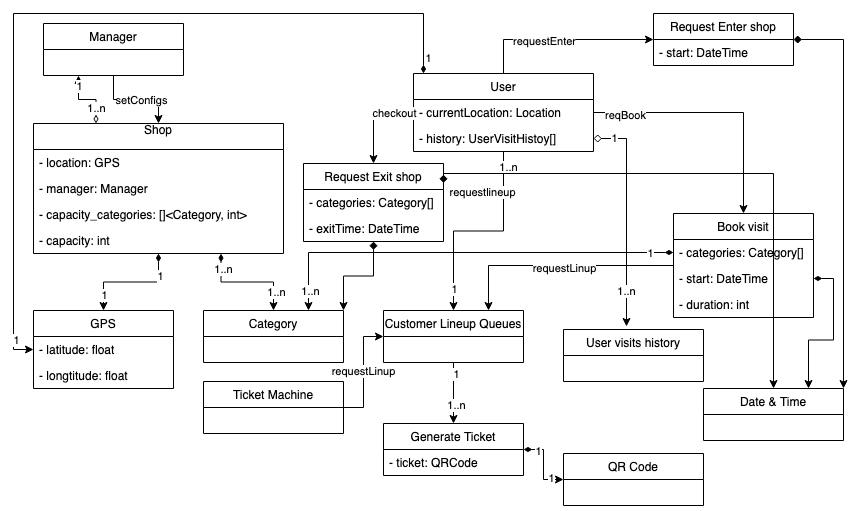 Manager
1
1..n
setConfigs
Shop
- location: GPS
- manager: Manager
- capacity_categories: []<Category, int>
- capacity: int
1
1..n
1..n
1
GPS
- latitude: float
- longtitude: float
1
User
- currentLocation: Location
- history: UserVisitHistoy[]
requestEnter
Request Enter shop
- start: DateTime
checkout
reqBook
1
1..n
requestlineup
1
Request Exit shop
- categories: Category[]
- exitTime: DateTime
Book visit
- categories: Category[]
- start: DateTime
- duration: int
1
1..n
requestLinup
1..n
Category
Customer Lineup Queues
User visits history
requestLinup
Ticket Machine
Date & Time
1
1..n
Generate Ticket
- ticket: QRCode
1
1
QR Code